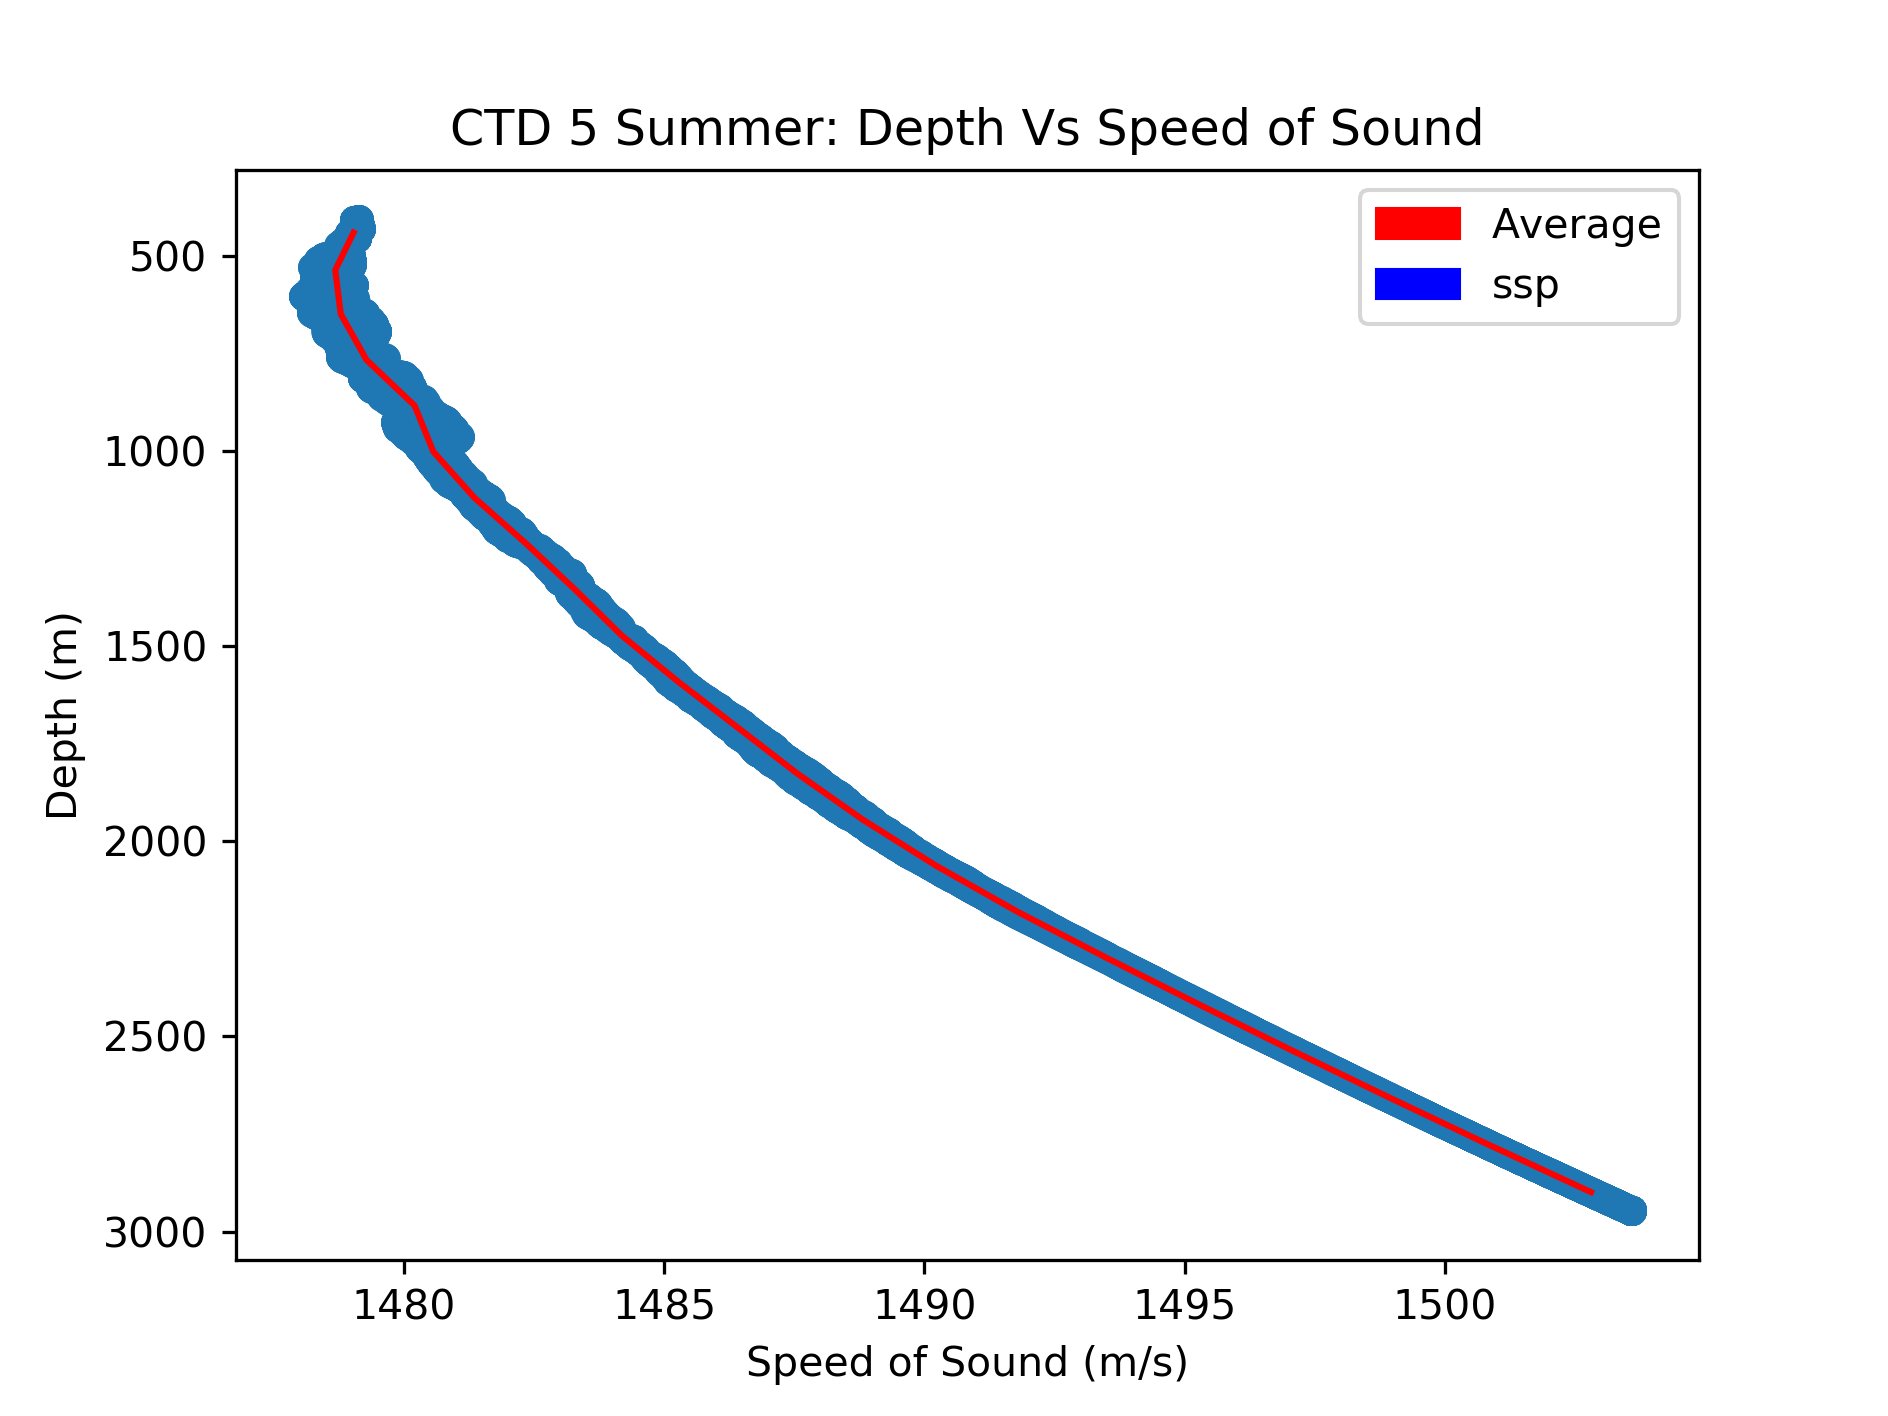 CTD 5 Summer: Depth Vs Speed of Sound
Average
ssp
Depth (m)
500
1000
1500
2000
2500
3000
1480 1485 1490 1495 1500
Speed of Sound (m/s)